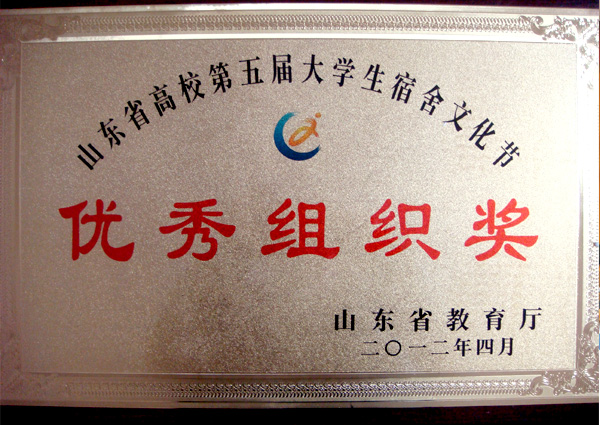 山东省高校第五届大学生宿舍文化节
优秀组织奖
山东省教育厅
二〇一二年四月